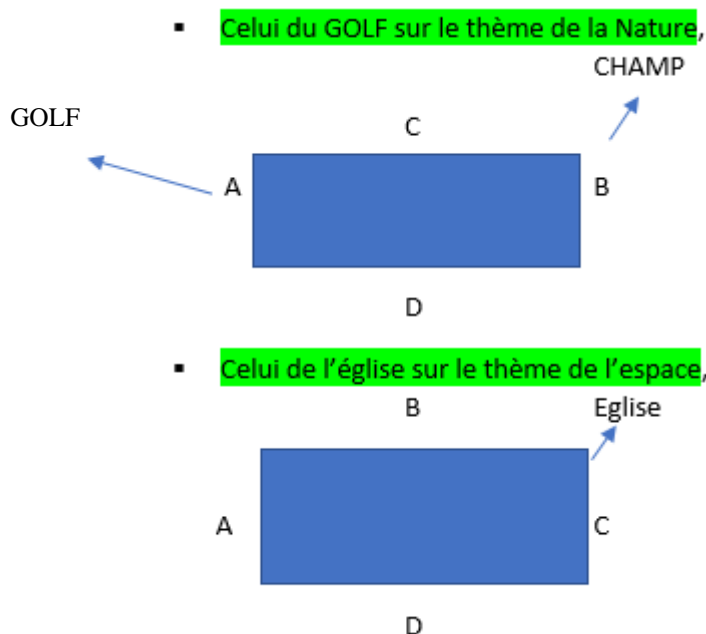 ▪ Celui du GOLF sur le thème de la Nature,
CHAMP
GOLF
C
A
B
D
▪ Celui de l’église sur le thème de l’espace,
B
Eglise
A
C
D